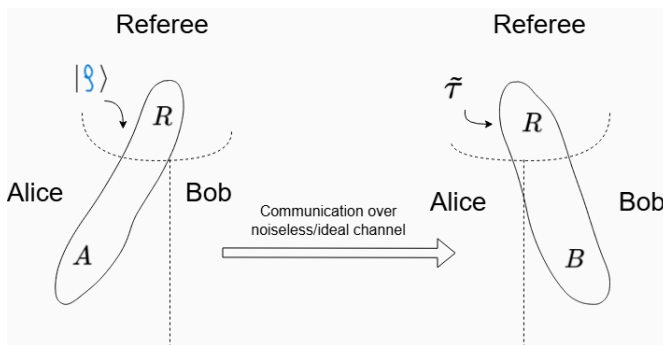 Referee
R
Alice
Bob
A
Communication over
noiseless/ideal channel
Referee
τ̃
R
Alice
Bob
B